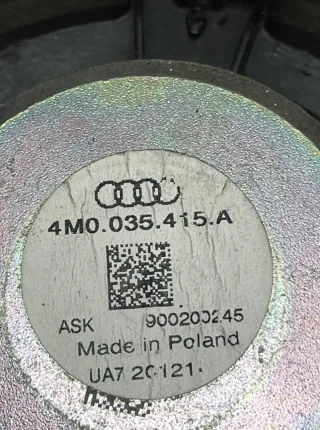 4M0.035.415.A
ASK 900200245
Made in Poland
UA7 20121.